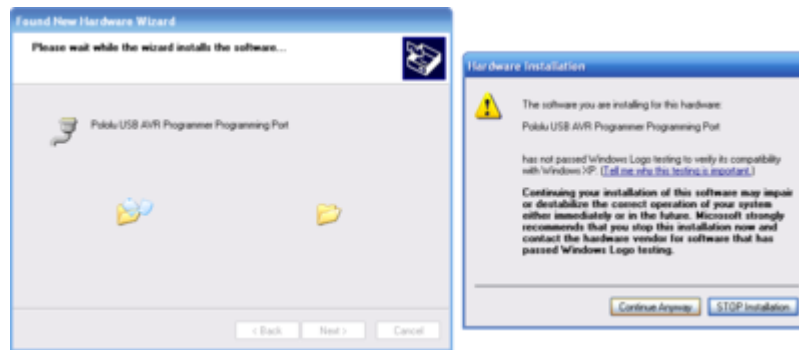 Found New Hardware Wizard
Please wait while the wizard installs the software...
Pololu USB AVR Programmer Programming Port
< Back
Next >
Cancel
Hardware Installation
The software you are installing for this hardware:
Pololu USB AVR Programmer Programming Port
has not passed Windows Logo testing to verify its compatibility
with Windows XP. (Tell me why this testing is important.)
Continuing your installation of this software may impair
or destabilize the correct operation of your system
either immediately or in the future. Microsoft strongly
recommends that you stop this installation now and
contact the hardware vendor for software that has
passed Windows Logo testing.
Continue Anyway
STOP Installation